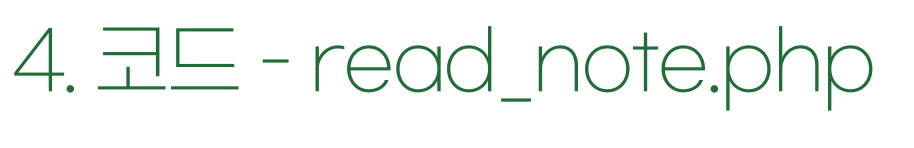 4. 코드 - read_note.php